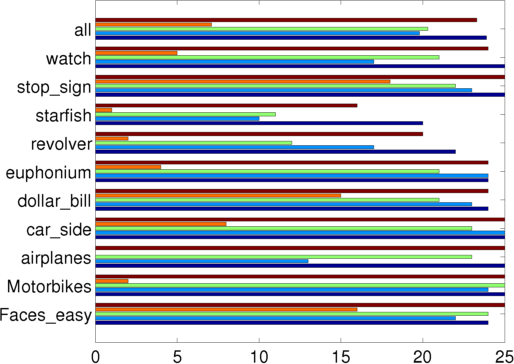 all
watch
stop_sign
starfish
revolver
euphonium
dollar_bill
car_side
airplanes
Motorbikes
Faces_easy
0 5 10 15 20 25